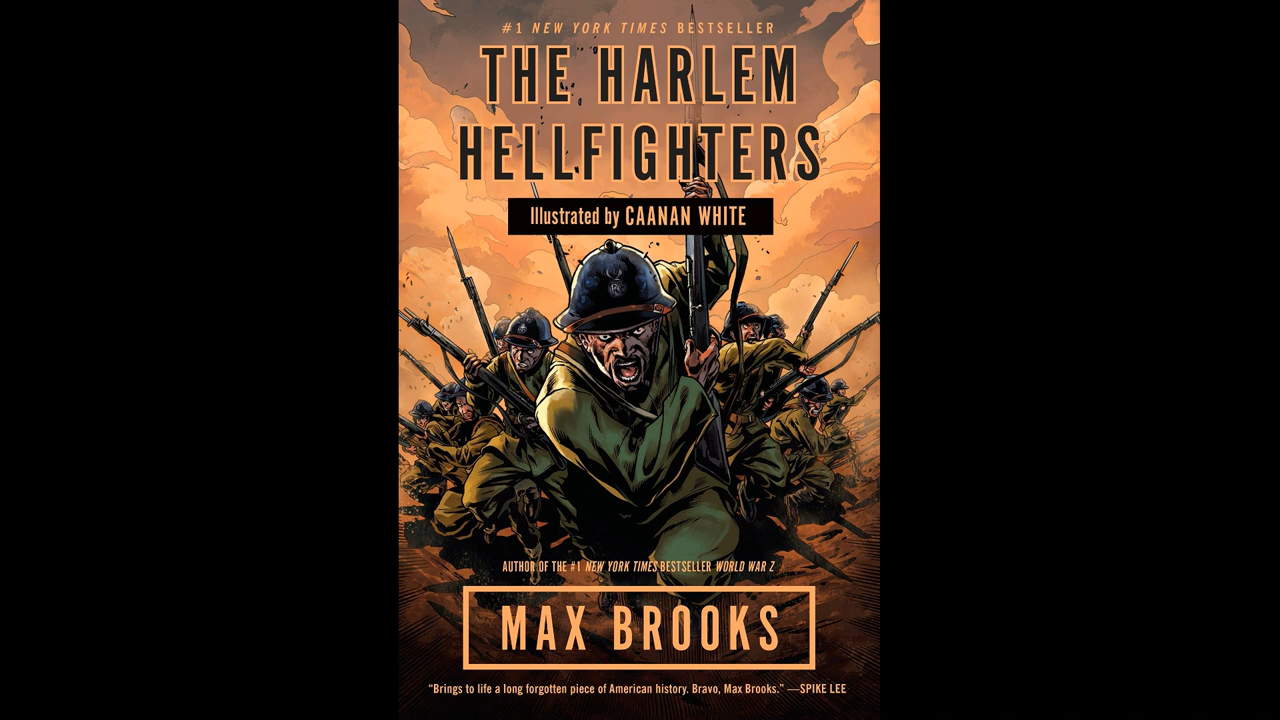 #1 NEW YORK TIMES BESTSELLER
THE HARLEM
HELLFIGHTERS
Illustrated by CAANAN WHITE
AUTHOR OF THE #1 NEW YORK TIMES BESTSELLER WORLD WAR Z
MAX BROOKS
“Brings to life a long forgotten piece of American history. Bravo, Max Brooks.” —SPIKE LEE